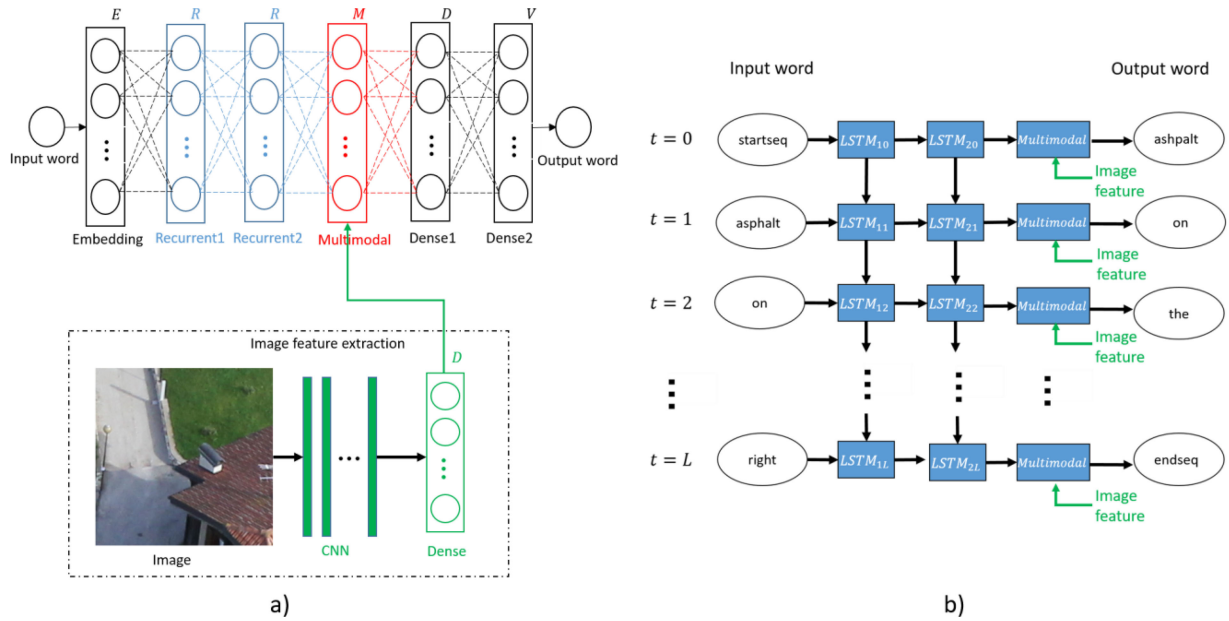 E R R M D V
Input word
Output word
Embedding Recurrent1 Recurrent2 Multimodal Dense1 Dense2
Image feature extraction
D
Image
CNN
Dense
a)
Input word Output word
t = 0 startseq LSTM₁₀ LSTM₂₀ Multimodal ashpalt
Image
feature
t = 1 asphalt LSTM₁₁ LSTM₂₁ Multimodal on
Image
feature
t = 2 on LSTM₁₂ LSTM₂₂ Multimodal the
Image
feature
t = L right LSTM₁L LSTM₂L Multimodal endseq
Image
feature
b)